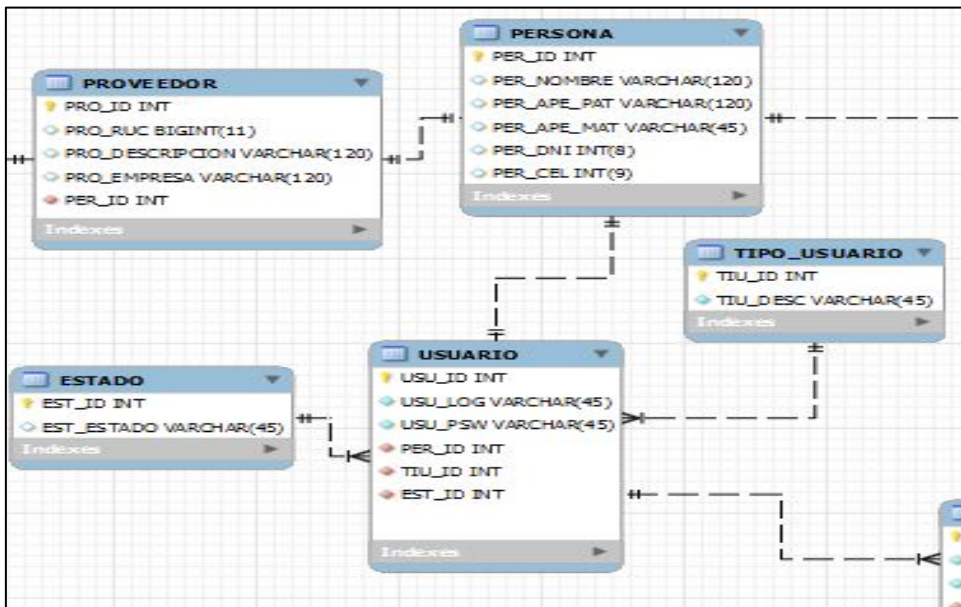 PERSONA
PER_ID INT
PER_NOMBRE VARCHAR(120)
PER_APE_PAT VARCHAR(120)
PER_APE_MAT VARCHAR(45)
PER_DNI INT(8)
PER_CEL INT(9)
Indexes
PROVEEDOR
PRO_ID INT
PRO_RUC BIGINT(11)
PRO_DESCRIPCION VARCHAR(120)
PRO_EMPRESA VARCHAR(120)
PER_ID INT
Indexes
TIPO_USUARIO
TIU_ID INT
TIU_DESC VARCHAR(45)
Indexes
USUARIO
USU_ID INT
USU_LOG VARCHAR(45)
USU_PSW VARCHAR(45)
PER_ID INT
TIU_ID INT
EST_ID INT
Indexes
ESTADO
EST_ID INT
EST_ESTADO VARCHAR(45)
Indexes